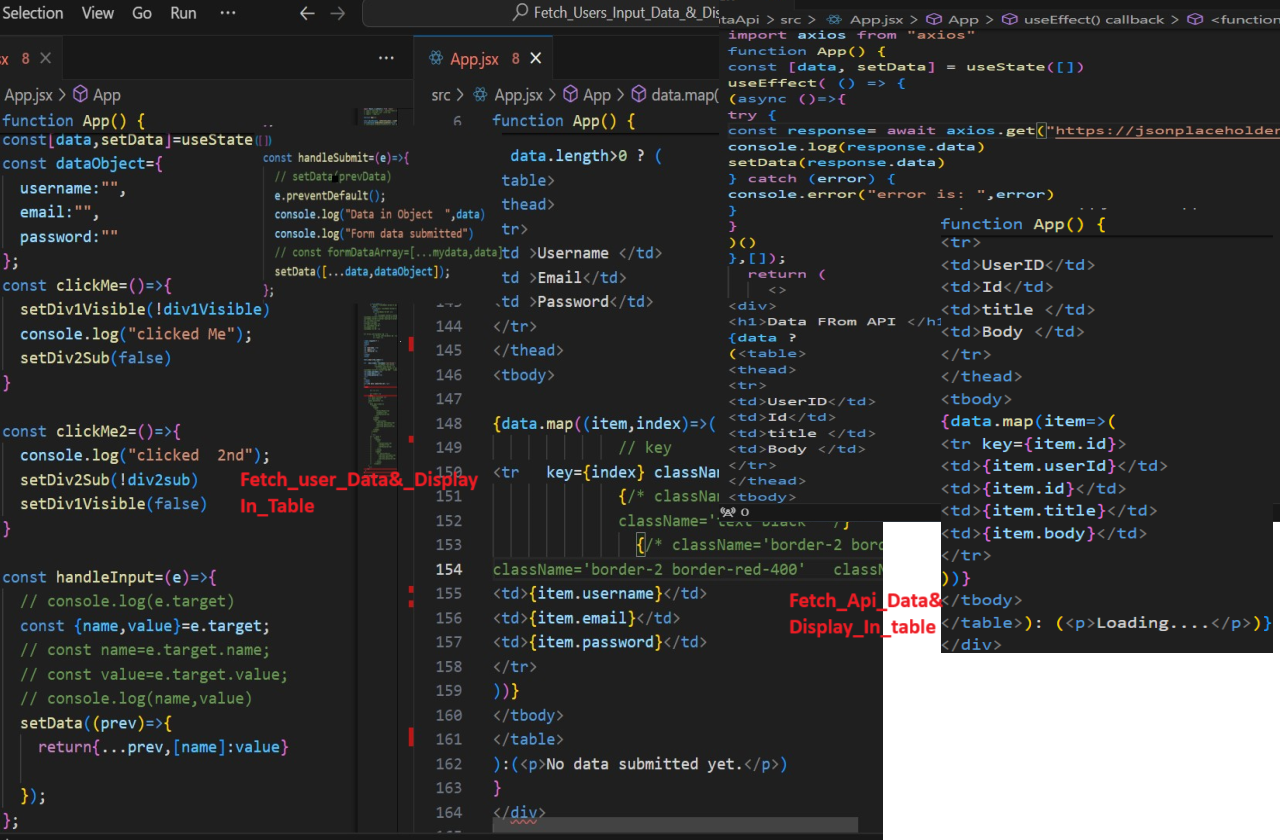 Selection View Go Run ···
Fetch_Users_Input_Data_&_Dis
8
App.jsx > App
function App() {
const[data,setData]=useState([])
const dataObject={
username:"",
email:"",
password:""
};
const clickMe=()=>{
setDiv1Visible(!div1Visible)
console.log("clicked Me");
setDiv2Sub(false)
}
const clickMe2=()=>{
console.log("clicked 2nd");
setDiv2Sub(!div2sub)
setDiv1Visible(false)
}
const handleInput=(e)=>{
// console.log(e.target)
const {name,value}=e.target;
// const name=e.target.name;
// const value=e.target.value;
// console.log(name,value)
setData((prev)=>{
return{...prev,[name]:value}
});
};
const handleSubmit=(e)=>{
// setData(prevData)
e.preventDefault();
console.log("Data in Object ",data)
console.log("Form data submitted")
// const formDataArray=[...mydata,data]
setData([...data,dataObject]);
};
Fetch_user_Data&_Display
In_Table
App.jsx 8
src > App.jsx > App > data.map(
6 function App() {
data.length>0 ? (
table>
thead>
tr>
td >Username </td>
td >Email</td>
td >Password</td>
144 </tr>
145 </thead>
146 <tbody>
147
148 {data.map((item,index)=>(
149 // key
150 <tr key={index} classNam
151 {/* classNam
152 className='text-black */}
153 {/* className='border-2 bord
154 className='border-2 border-red-400' class
155 <td>{item.username}</td>
156 <td>{item.email}</td>
157 <td>{item.password}</td>
158 </tr>
159 ))}
160 </tbody>
161 </table>
162 ):(<p>No data submitted yet.</p>)
163 }
164 </div>
taApi > src > App.jsx > App > useEffect() callback > <function
import axios from "axios"
function App() {
const [data, setData] = useState([])
useEffect( () => {
(async ()=>{
try {
const response= await axios.get("https://jsonplaceholder
console.log(response.data)
setData(response.data)
} catch (error) {
console.error("error is: ",error)
}
}
)()
},[]);
return (
<>
<div>
<h1>Data FRom API </h1
{data ?
(<table>
<thead>
<tr>
<td>UserID</td>
<td>Id</td>
<td>title </td>
<td>Body </td>
</tr>
</thead>
<tbody>
0
Fetch_Api_Data&
Display_In_table
function App() {
<tr>
<td>UserID</td>
<td>Id</td>
<td>title </td>
<td>Body </td>
</tr>
</thead>
<tbody>
{data.map(item=>(
<tr key={item.id}>
<td>{item.userId}</td>
<td>{item.id}</td>
<td>{item.title}</td>
<td>{item.body}</td>
</tr>
))}
</tbody>
</table>): (<p>Loading....</p>)}
</div>